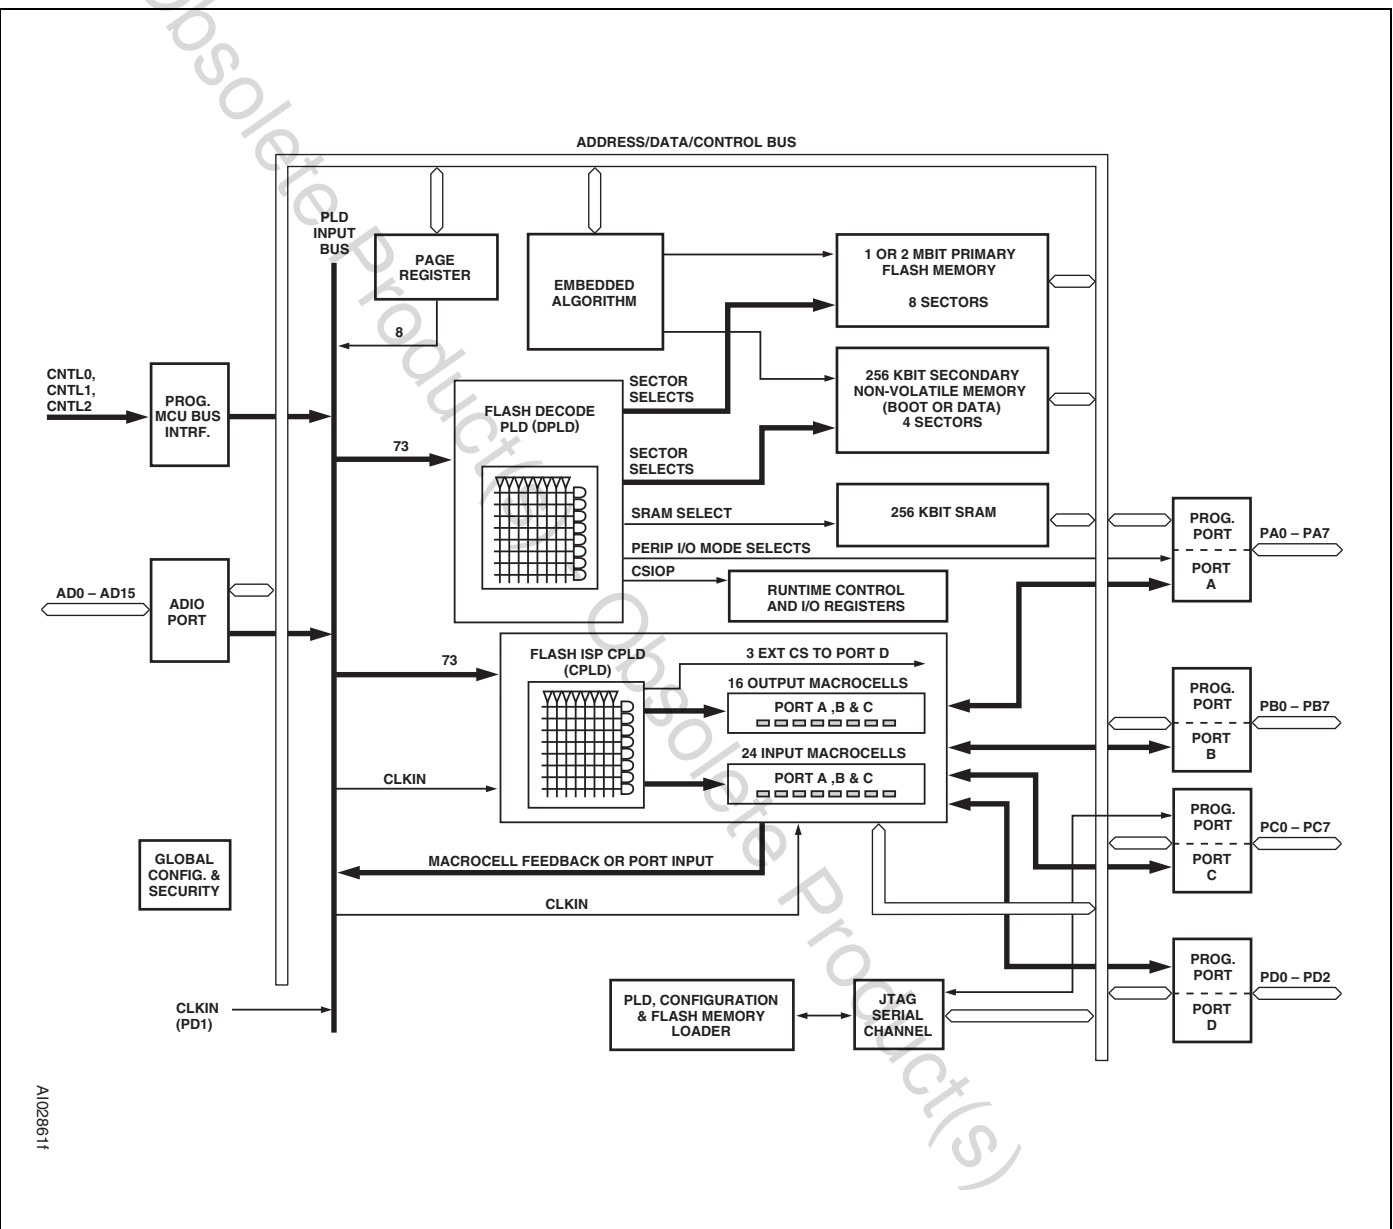 ADDRESS/DATA/CONTROL BUS
PLD
INPUT
BUS
PAGE
REGISTER
8
EMBEDDED
ALGORITHM
1 OR 2 MBIT PRIMARY
FLASH MEMORY
8 SECTORS
CNTL0,
CNTL1,
CNTL2
PROG.
MCU BUS
INTRF.
73
FLASH DECODE
PLD (DPLD)
SECTOR
SELECTS
SECTOR
SELECTS
256 KBIT SECONDARY
NON-VOLATILE MEMORY
(BOOT OR DATA)
4 SECTORS
SRAM SELECT
256 KBIT SRAM
PERIP I/O MODE SELECTS
CSIOP
RUNTIME CONTROL
AND I/O REGISTERS
PROG.
PORT
PORT
A
PA0 – PA7
AD0 – AD15
ADIO
PORT
73
FLASH ISP CPLD
(CPLD)
3 EXT CS TO PORT D
16 OUTPUT MACROCELLS
PORT A ,B & C
24 INPUT MACROCELLS
PORT A ,B & C
CLKIN
PROG.
PORT
PORT
B
PB0 – PB7
PROG.
PORT
PORT
C
PC0 – PC7
GLOBAL
CONFIG. &
SECURITY
MACROCELL FEEDBACK OR PORT INPUT
CLKIN
CLKIN
(PD1)
PLD, CONFIGURATION
& FLASH MEMORY
LOADER
JTAG
SERIAL
CHANNEL
PROG.
PORT
PORT
D
PD0 – PD2
AI02861f
Obsolete Product(s)
Obsolete Product(s)